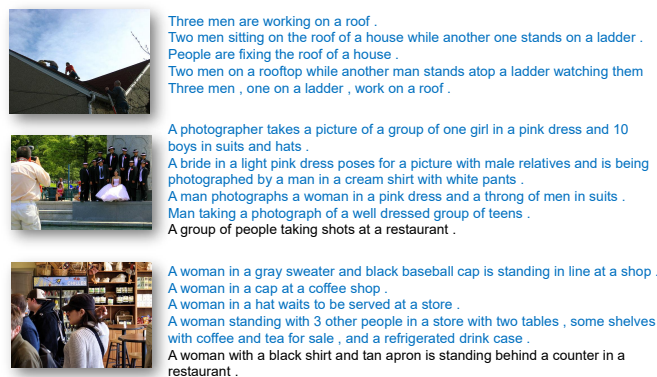 Three men are working on a roof .
Two men sitting on the roof of a house while another one stands on a ladder .
People are fixing the roof of a house .
Two men on a rooftop while another man stands atop a ladder watching them
Three men , one on a ladder , work on a roof .
A photographer takes a picture of a group of one girl in a pink dress and 10
boys in suits and hats .
A bride in a light pink dress poses for a picture with male relatives and is being
photographed by a man in a cream shirt with white pants .
A man photographs a woman in a pink dress and a throng of men in suits .
Man taking a photograph of a well dressed group of teens .
A group of people taking shots at a restaurant .
A woman in a gray sweater and black baseball cap is standing in line at a shop .
A woman in a cap at a coffee shop .
A woman in a hat waits to be served at a store .
A woman standing with 3 other people in a store with two tables , some shelves
with coffee and tea for sale , and a refrigerated drink case .
A woman with a black shirt and tan apron is standing behind a counter in a
restaurant .